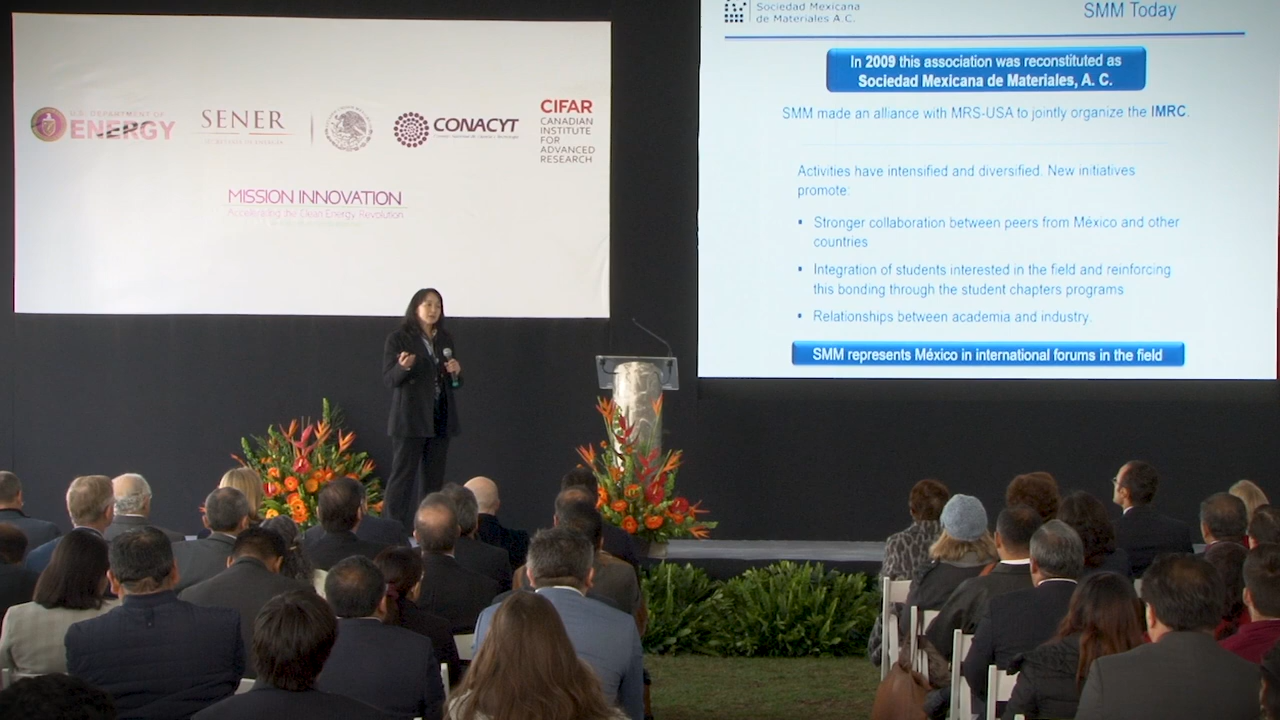 U.S. DEPARTMENT OF
ENERGY
SENER
CONACYT
CIFAR
CANADIAN
INSTITUTE
FOR
ADVANCED
RESEARCH
MISSION INNOVATION
Accelerating the Clean Energy Revolution
Sociedad Mexicana
de Materiales A.C.
SMM Today
In 2009 this association was reconstituted as
Sociedad Mexicana de Materiales, A. C.
SMM made an alliance with MRS-USA to jointly organize the IMRC.
Activities have intensified and diversified. New initiatives
promote:
▪ Stronger collaboration between peers from México and other
countries
▪ Integration of students interested in the field and reinforcing
this bonding through the student chapters programs
▪ Relationships between academia and industry.
SMM represents México in international forums in the field